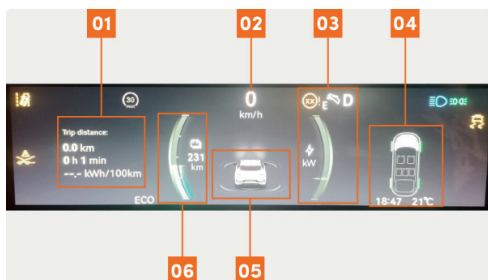 01
02
03
04
30
0
km/h
xx
E
D
Trip distance:
0.0 km
0 h 1 min
--.- kWh/100km
231
km
kW
ECO
18:47 21°C
06
05